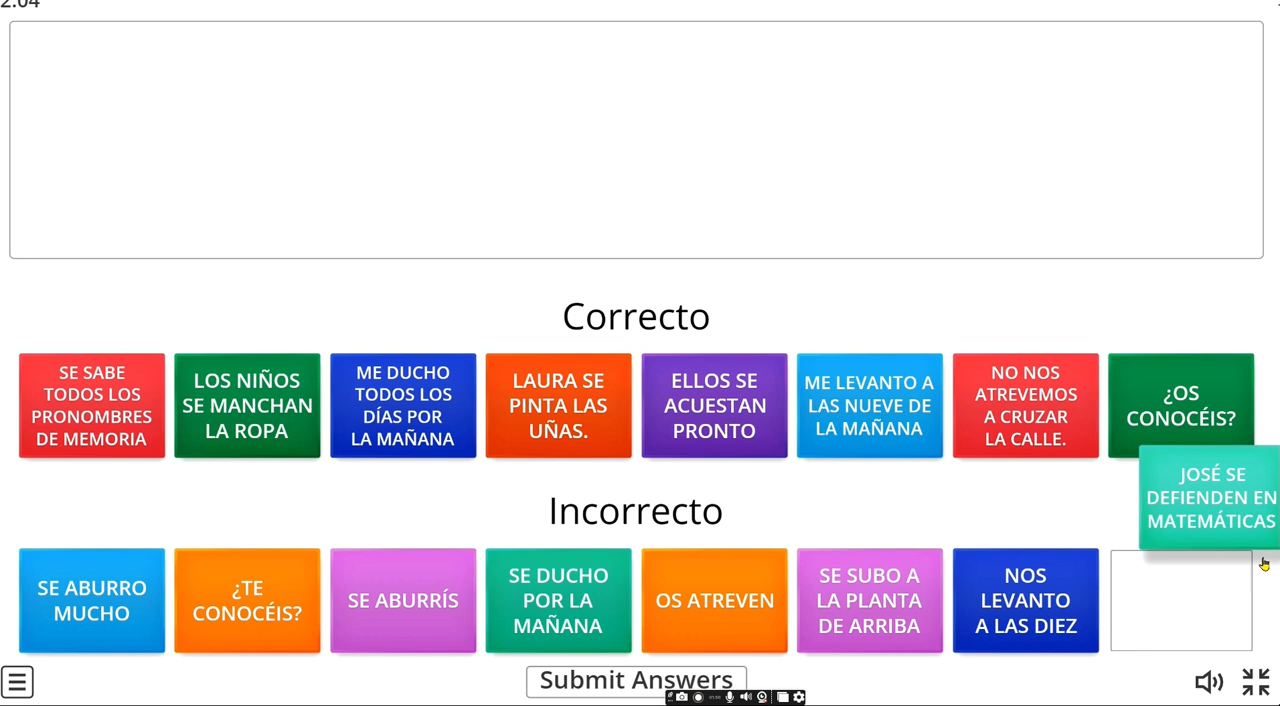 2:04
Correcto
SE SABE
TODOS LOS
PRONOMBRES
DE MEMORIA
LOS NIÑOS
SE MANCHAN
LA ROPA
ME DUCHO
TODOS LOS
DÍAS POR
LA MAÑANA
LAURA SE
PINTA LAS
UÑAS.
ELLOS SE
ACUESTAN
PRONTO
ME LEVANTO A
LAS NUEVE DE
LA MAÑANA
NO NOS
ATREVEMOS
A CRUZAR
LA CALLE.
¿OS
CONOCÉIS?
JOSÉ SE
DEFIENDEN EN
MATEMÁTICAS
Incorrecto
SE ABURRO
MUCHO
¿TE
CONOCÉIS?
SE ABURRÍS
SE DUCHO
POR LA
MAÑANA
OS ATREVEN
SE SUBO A
LA PLANTA
DE ARRIBA
NOS
LEVANTO
A LAS DIEZ
Submit Answers